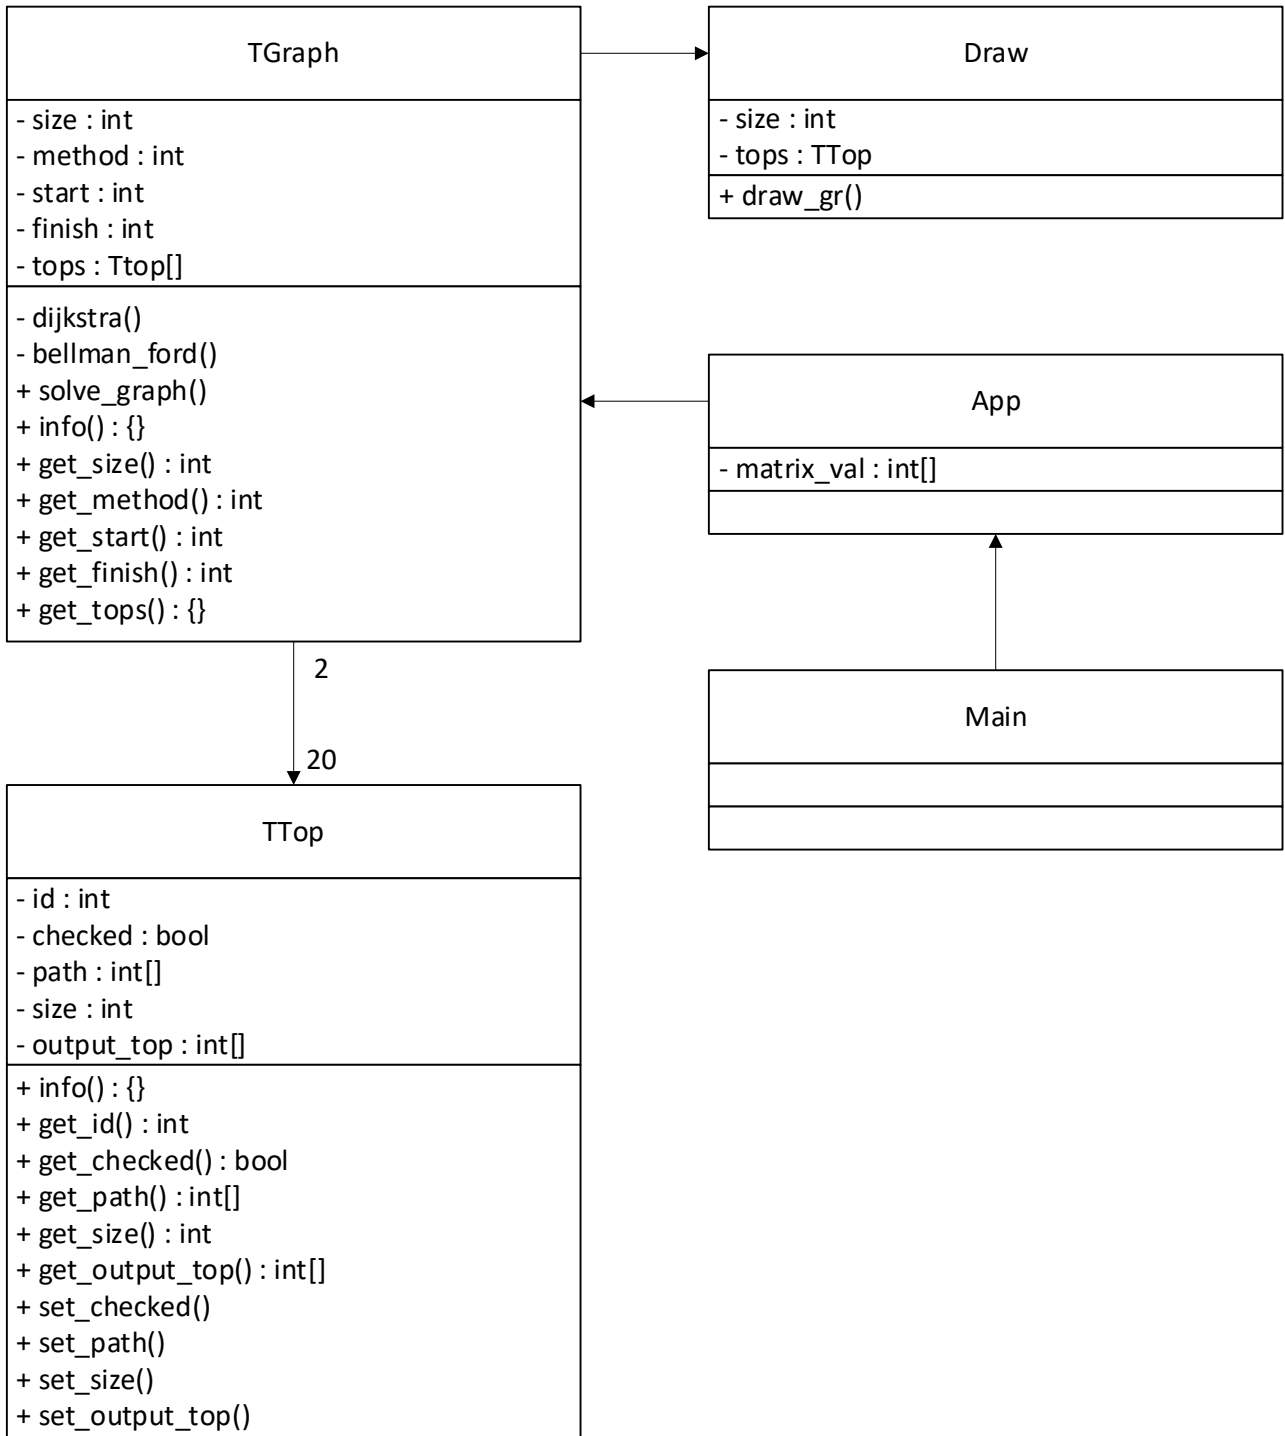 TGraph
- size : int
- method : int
- start : int
- finish : int
- tops : Ttop[]
- dijkstra()
- bellman_ford()
+ solve_graph()
+ info() : {}
+ get_size() : int
+ get_method() : int
+ get_start() : int
+ get_finish() : int
+ get_tops() : {}
Draw
- size : int
- tops : TTop
+ draw_gr()
App
- matrix_val : int[]
Main
2
20
TTop
- id : int
- checked : bool
- path : int[]
- size : int
- output_top : int[]
+ info() : {}
+ get_id() : int
+ get_checked() : bool
+ get_path() : int[]
+ get_size() : int
+ get_output_top() : int[]
+ set_checked()
+ set_path()
+ set_size()
+ set_output_top()